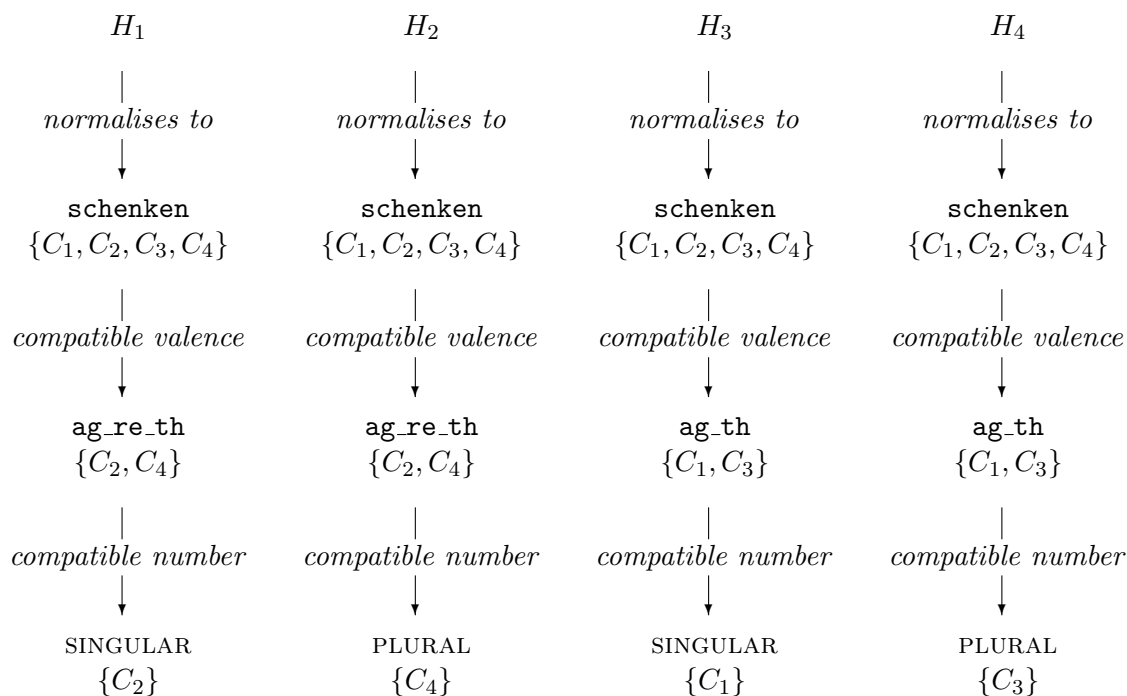 H₁ H₂ H₃ H₄
normalises to normalises to normalises to normalises to
schenken schenken schenken schenken
{C₁, C₂, C₃, C₄} {C₁, C₂, C₃, C₄} {C₁, C₂, C₃, C₄} {C₁, C₂, C₃, C₄}
compatible valence compatible valence compatible valence compatible valence
ag_re_th ag_re_th ag_th ag_th
{C₂, C₄} {C₂, C₄} {C₁, C₃} {C₁, C₃}
compatible number compatible number compatible number compatible number
SINGULAR PLURAL SINGULAR PLURAL
{C₂} {C₄} {C₁} {C₃}